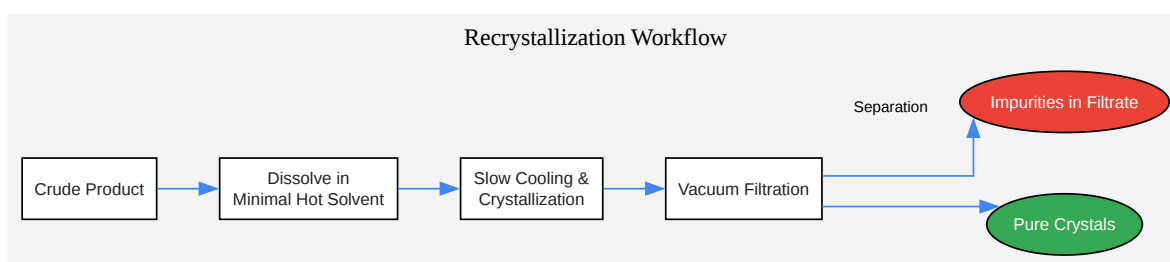 Recrystallization Workflow
Crude Product
Dissolve in
Minimal Hot Solvent
Slow Cooling &
Crystallization
Vacuum Filtration
Separation
Impurities in Filtrate
Pure Crystals